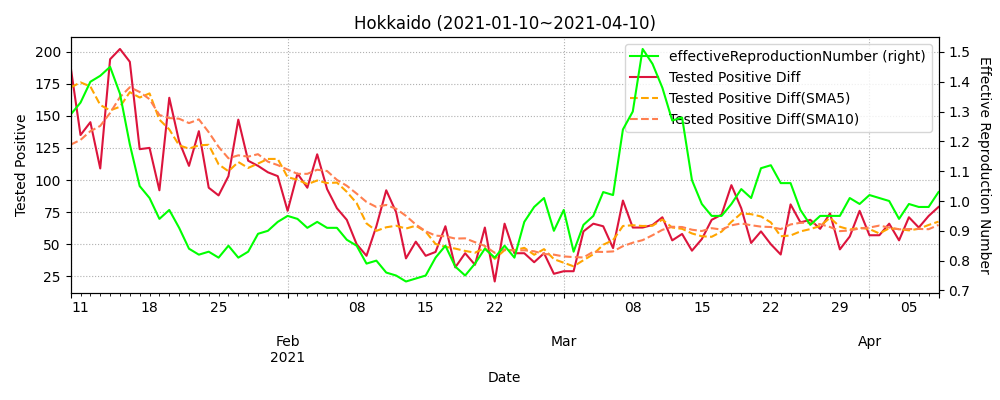 Hokkaido (2021-01-10~2021-04-10)
effectiveReproductionNumber (right)
Tested Positive Diff
Tested Positive Diff(SMA5)
Tested Positive Diff(SMA10)
Tested Positive
200
175
150
125
100
75
50
25
1.5
1.4
1.3
1.2
1.1
1.0
0.9
0.8
0.7
Effective Reproduction Number
11 18 25 08 15 22 08 15 22 29 05
Feb Mar Apr
2021
Date